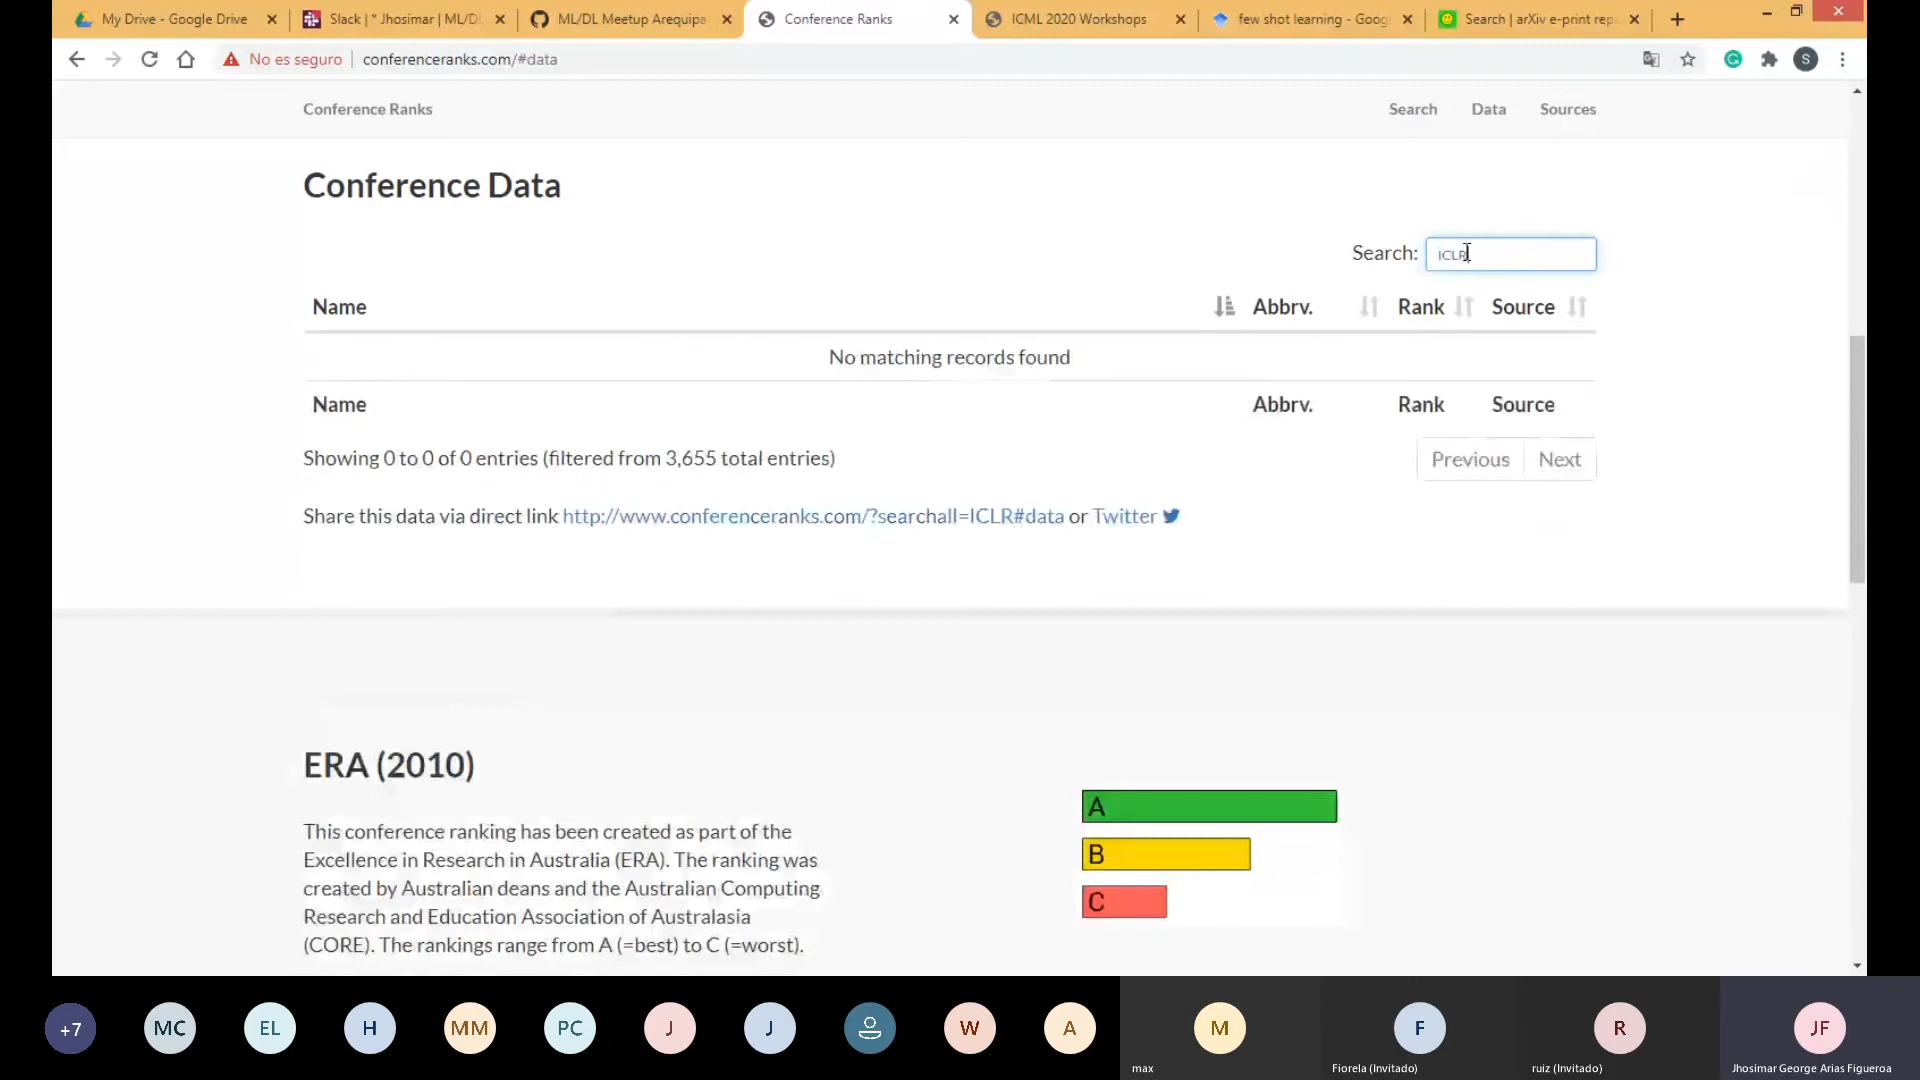 My Drive - Google Drive
Slack | * Jhosimar | ML/DL
ML/DL Meetup Arequipa
Conference Ranks
ICML 2020 Workshops
few shot learning - Googl
Search | arXiv e-print rep
No es seguro
conferenceranks.com/#data
S
Conference Ranks
Search
Data
Sources
Conference Data
Search:
ICLR
Name
Abbrv.
Rank
Source
No matching records found
Name
Abbrv.
Rank
Source
Showing 0 to 0 of 0 entries (filtered from 3,655 total entries)
Previous
Next
Share this data via direct link http://www.conferenceranks.com/?searchall=ICLR#data or Twitter
ERA (2010)
This conference ranking has been created as part of the
Excellence in Research in Australia (ERA). The ranking was
created by Australian deans and the Australian Computing
Research and Education Association of Australasia
(CORE). The rankings range from A (=best) to C (=worst).
A
B
C
+7
MC
EL
H
MM
PC
J
J
W
A
M
F
R
JF
max
Fiorela (Invitado)
ruiz (Invitado)
Jhosimar George Arias Figueroa